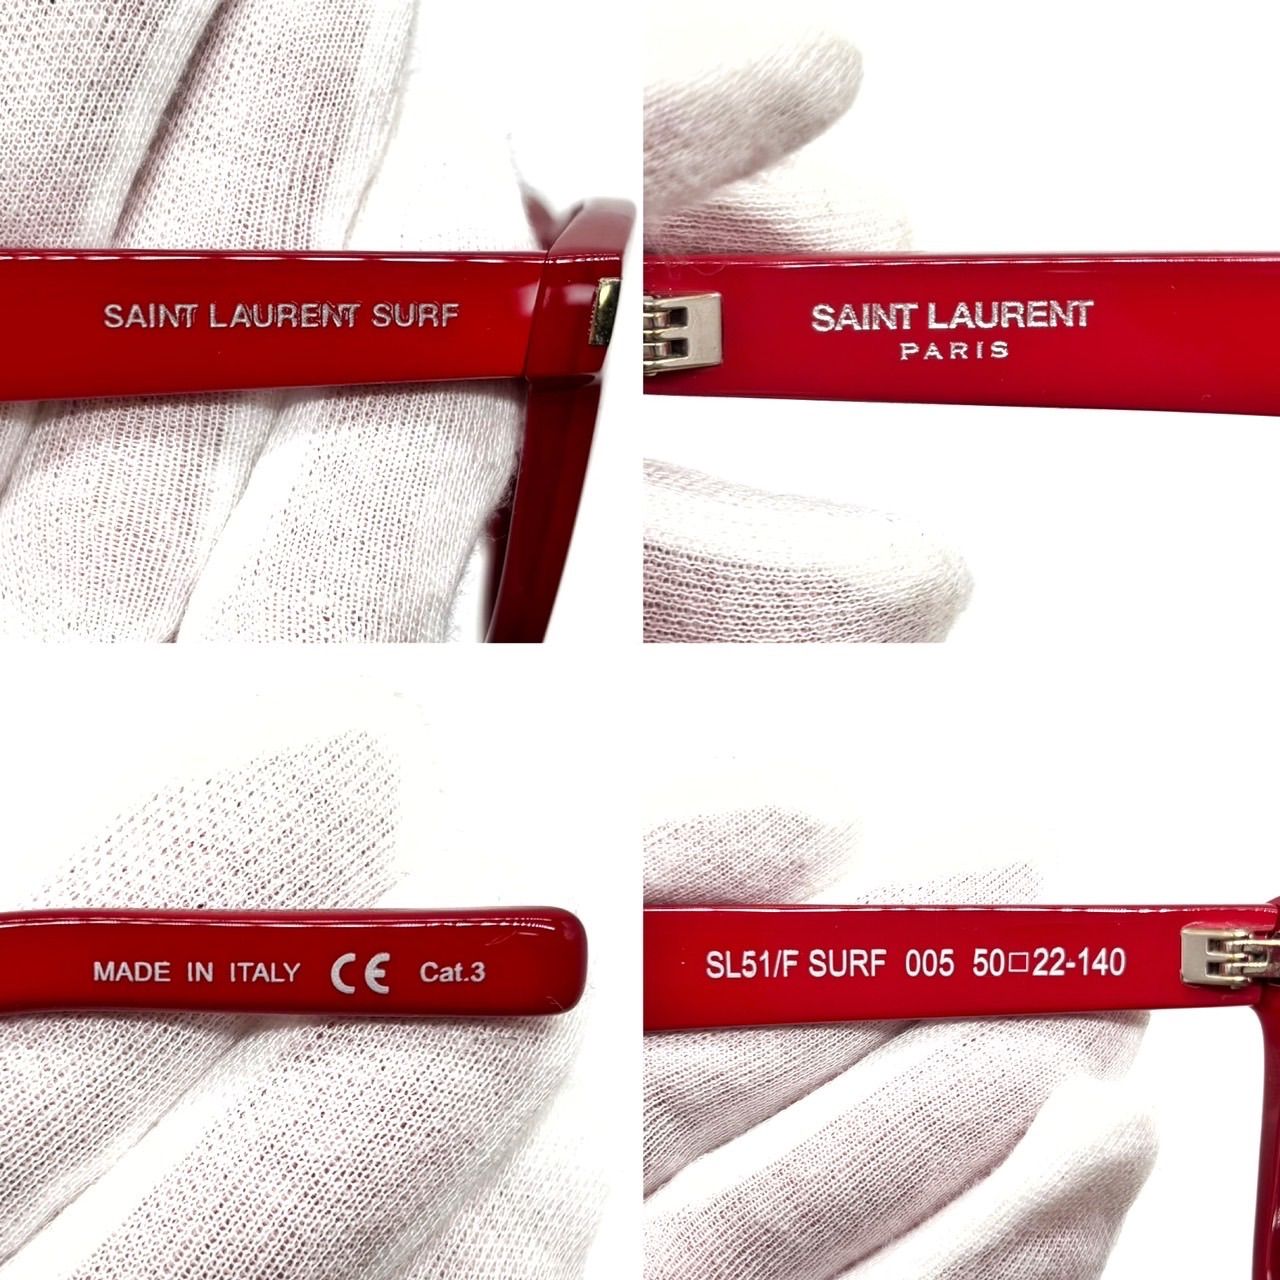 SAINT LAURENT SURF
SAINT LAURENT
PARIS
MADE IN ITALY CE Cat.3
SL51/F SURF 005 50□22-140